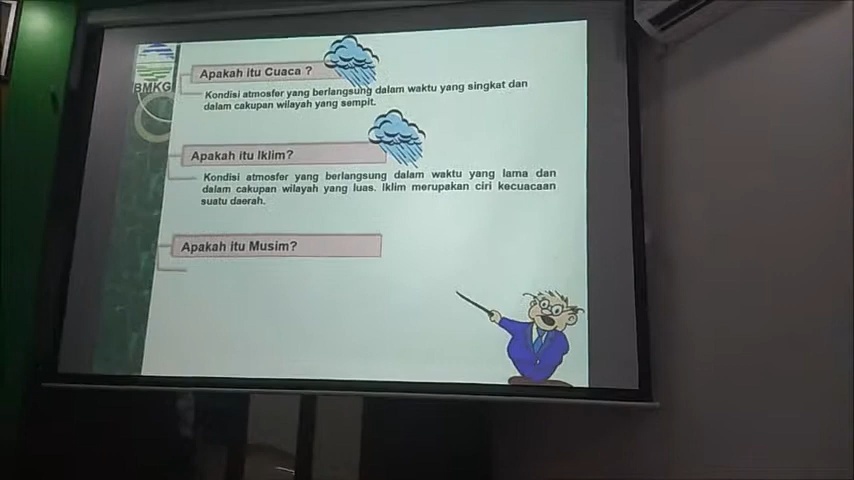 BMKG
Apakah itu Cuaca ?
Kondisi atmosfer yang berlangsung dalam waktu yang singkat dan
dalam cakupan wilayah yang sempit.
Apakah itu Iklim?
Kondisi atmosfer yang berlangsung dalam waktu yang lama dan
dalam cakupan wilayah yang luas. Iklim merupakan ciri kecuacaan
suatu daerah.
Apakah itu Musim?